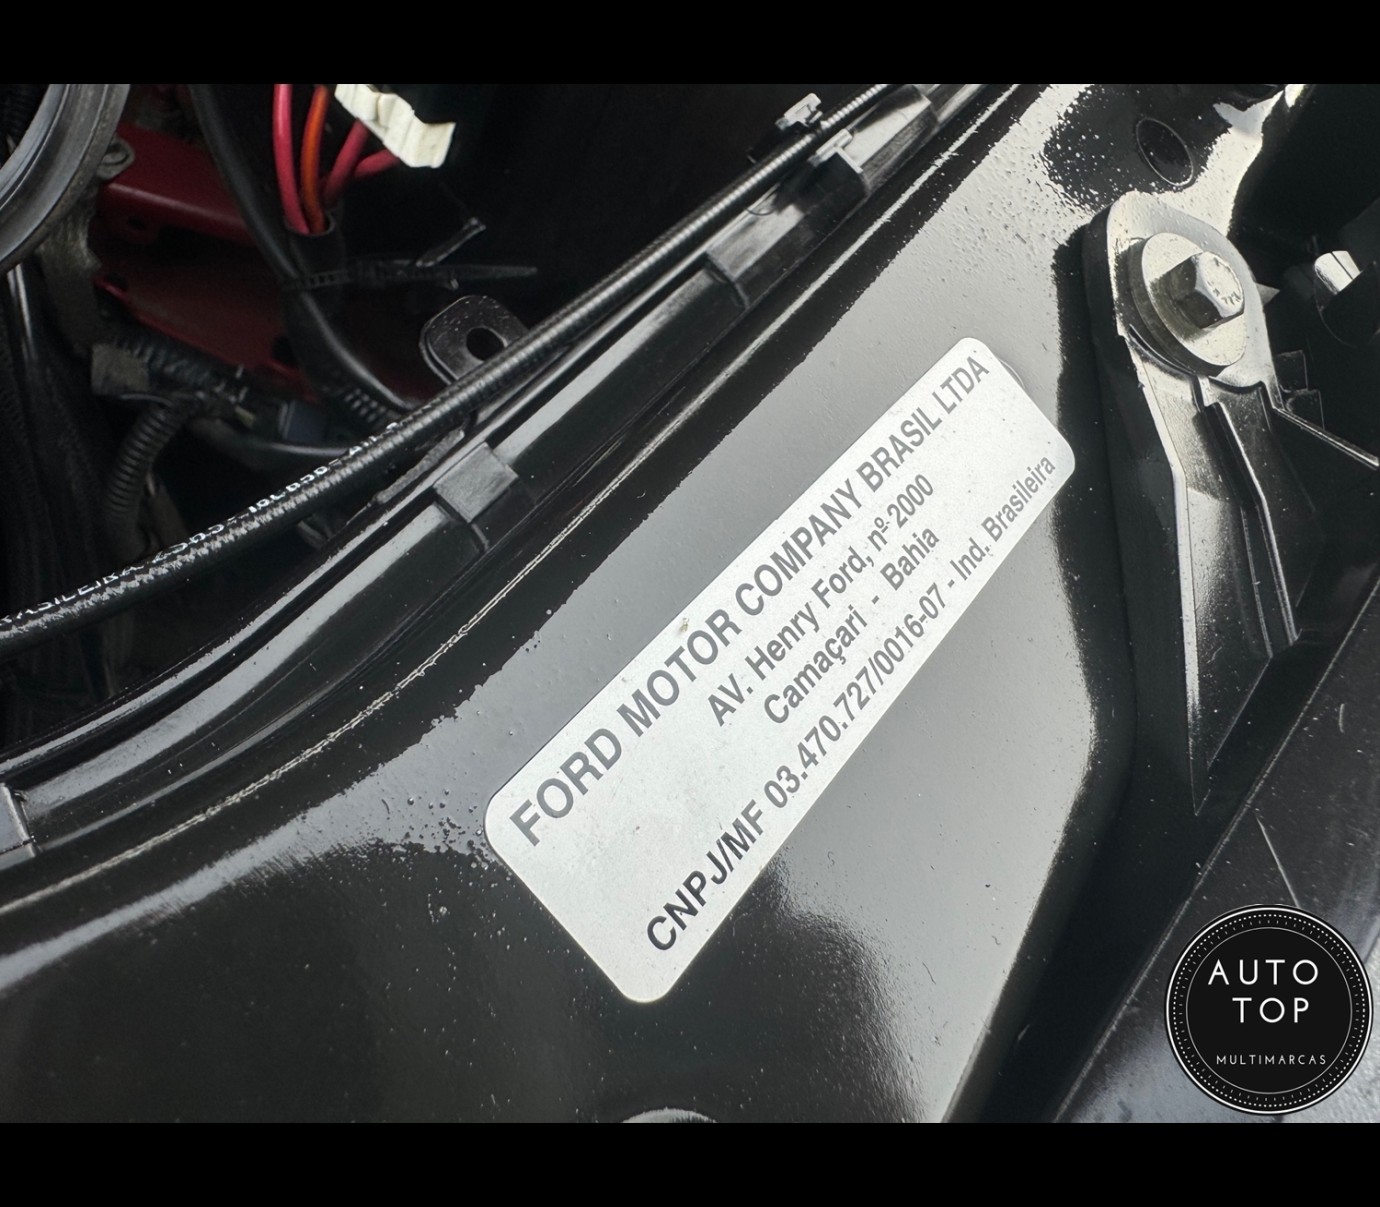 FORD MOTOR COMPANY BRASIL LTDA
AV. Henry Ford, nº 2000
Camaçari - Bahia
CNPJ/MF 03.470.727/0016-07 - Ind. Brasileira
AUTO
TOP
MULTIMARCAS